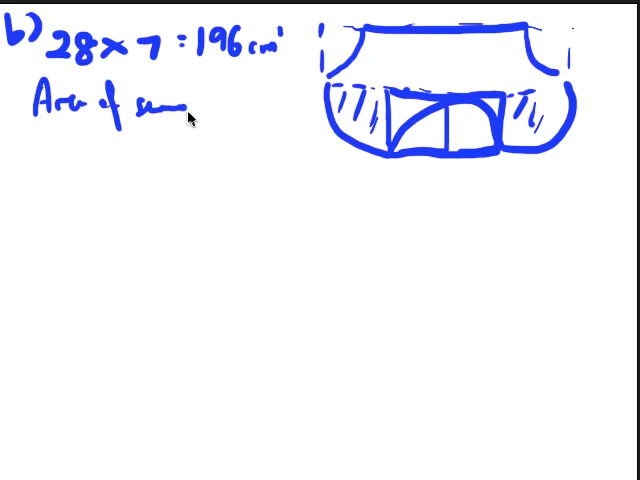 b) 28 × 7 = 196 cm²
Area of